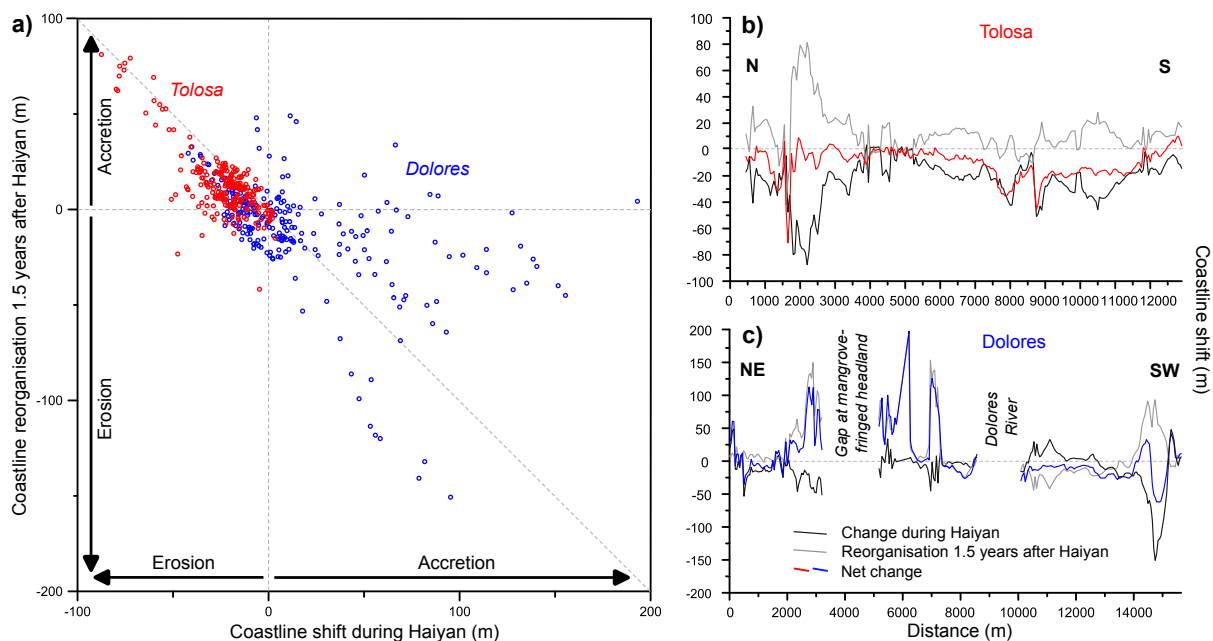 a)
100
0
-100
-200
-100
0
100
200
Coastline reorganisation 1.5 years after Haiyan (m)
Coastline shift during Haiyan (m)
Accretion
Erosion
Erosion
Accretion
Tolosa
Dolores
b)
Tolosa
N
S
100
80
60
40
20
0
-20
-40
-60
-80
-100
0
1000
2000
3000
4000
5000
6000
7000
8000
9000
10000
11000
12000
Coastline shift (m)
c)
Dolores
NE
SW
200
150
100
50
0
-50
-100
-150
-200
Gap at mangrove-
fringed headland
Dolores
River
Change during Haiyan
Reorganisation 1.5 years after Haiyan
Net change
0
2000
4000
6000
8000
10000
12000
14000
Distance (m)